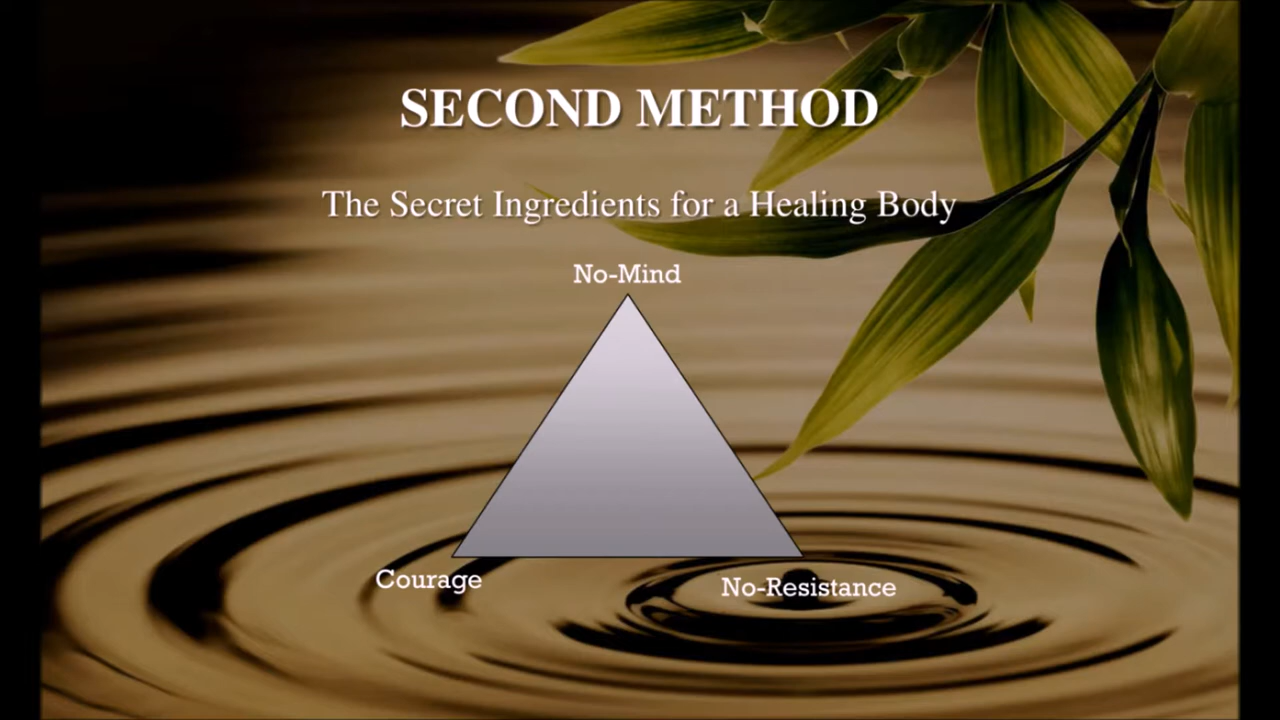 SECOND METHOD
The Secret Ingredients for a Healing Body
No-Mind
Courage
No-Resistance